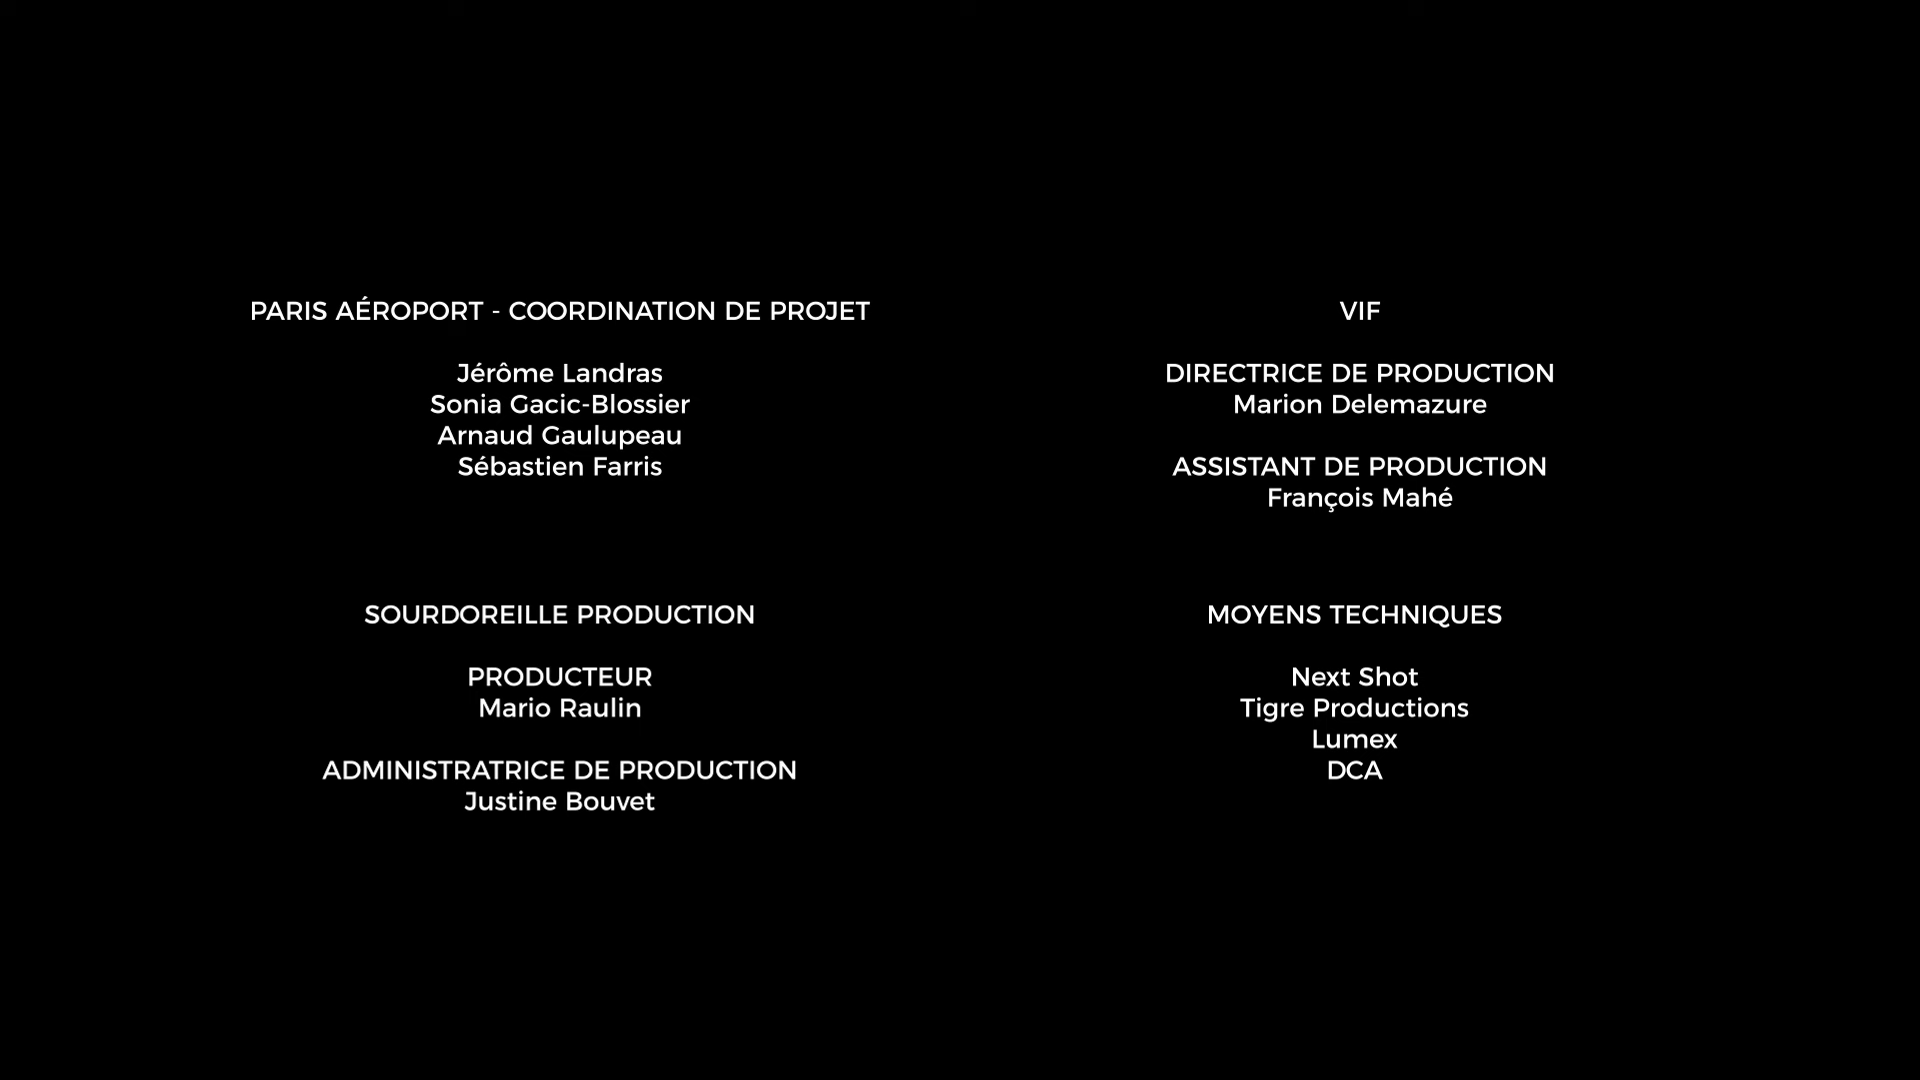 PARIS AÉROPORT - COORDINATION DE PROJET
Jérôme Landras
Sonia Gacic-Blossier
Arnaud Gaulupeau
Sébastien Farris
VIF
DIRECTRICE DE PRODUCTION
Marion Delemazure
ASSISTANT DE PRODUCTION
François Mahé
SOURDOREILLE PRODUCTION
PRODUCTEUR
Mario Raulin
ADMINISTRATRICE DE PRODUCTION
Justine Bouvet
MOYENS TECHNIQUES
Next Shot
Tigre Productions
Lumex
DCA